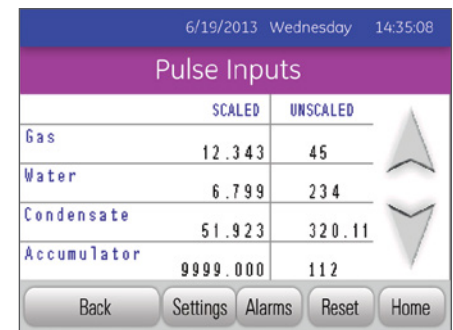 6/19/2013 Wednesday 14:35:08
Pulse Inputs
SCALED UNSCALED
Gas 12.343 45
Water 6.799 234
Condensate 51.923 320.11
Accumulator 9999.000 112
Back Settings Alarms Reset Home